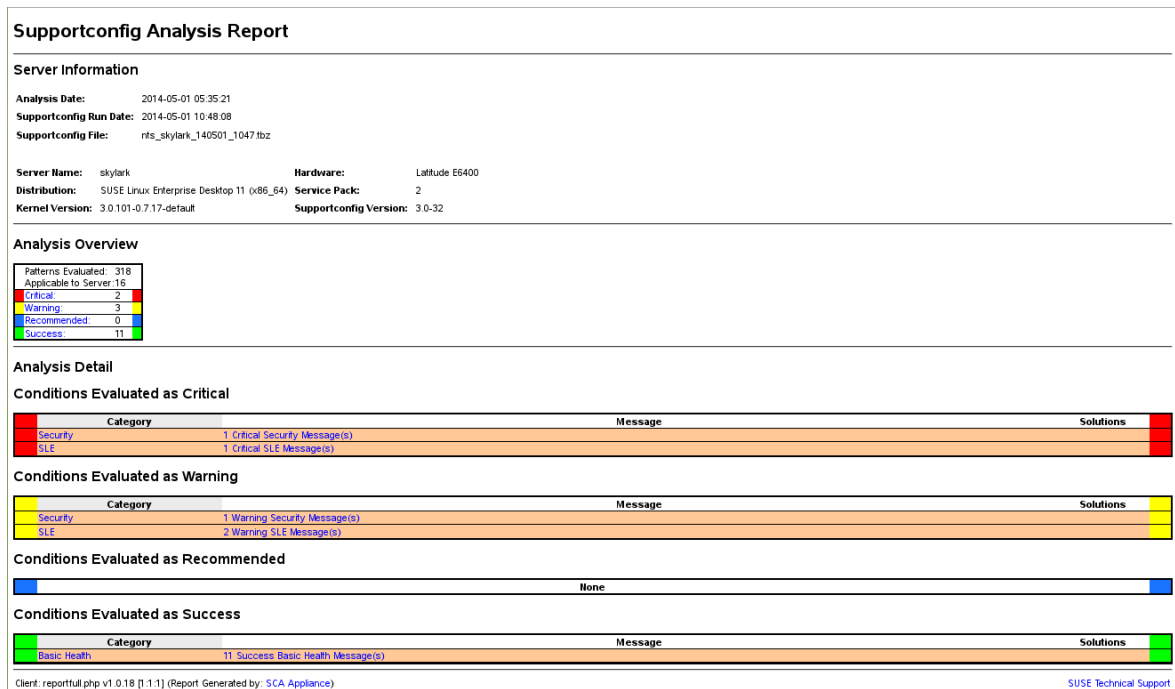 Supportconfig Analysis Report
Server Information
Analysis Date: 2014-05-01 05:35:21
Supportconfig Run Date: 2014-05-01 10:48:08
Supportconfig File: nts_skylark_140501_1047.tbz
Server Name: skylark Hardware: Latitude E6400
Distribution: SUSE Linux Enterprise Desktop 11 (x86_64) Service Pack: 2
Kernel Version: 3.0.101-0.7.17-default Supportconfig Version: 3.0-32
Analysis Overview
Patterns Evaluated: 318
Applicable to Server: 16
Critical: 2
Warning: 3
Recommended: 0
Success: 11
Analysis Detail
Conditions Evaluated as Critical
Category Message Solutions
Security 1 Critical Security Message(s)
SLE 1 Critical SLE Message(s)
Conditions Evaluated as Warning
Category Message Solutions
Security 1 Warning Security Message(s)
SLE 2 Warning SLE Message(s)
Conditions Evaluated as Recommended
None
Conditions Evaluated as Success
Category Message Solutions
Basic Health 11 Success Basic Health Message(s)
Client: reportfull.php v1.0.18 [1:1:1] (Report Generated by: SCA Appliance) SUSE Technical Support